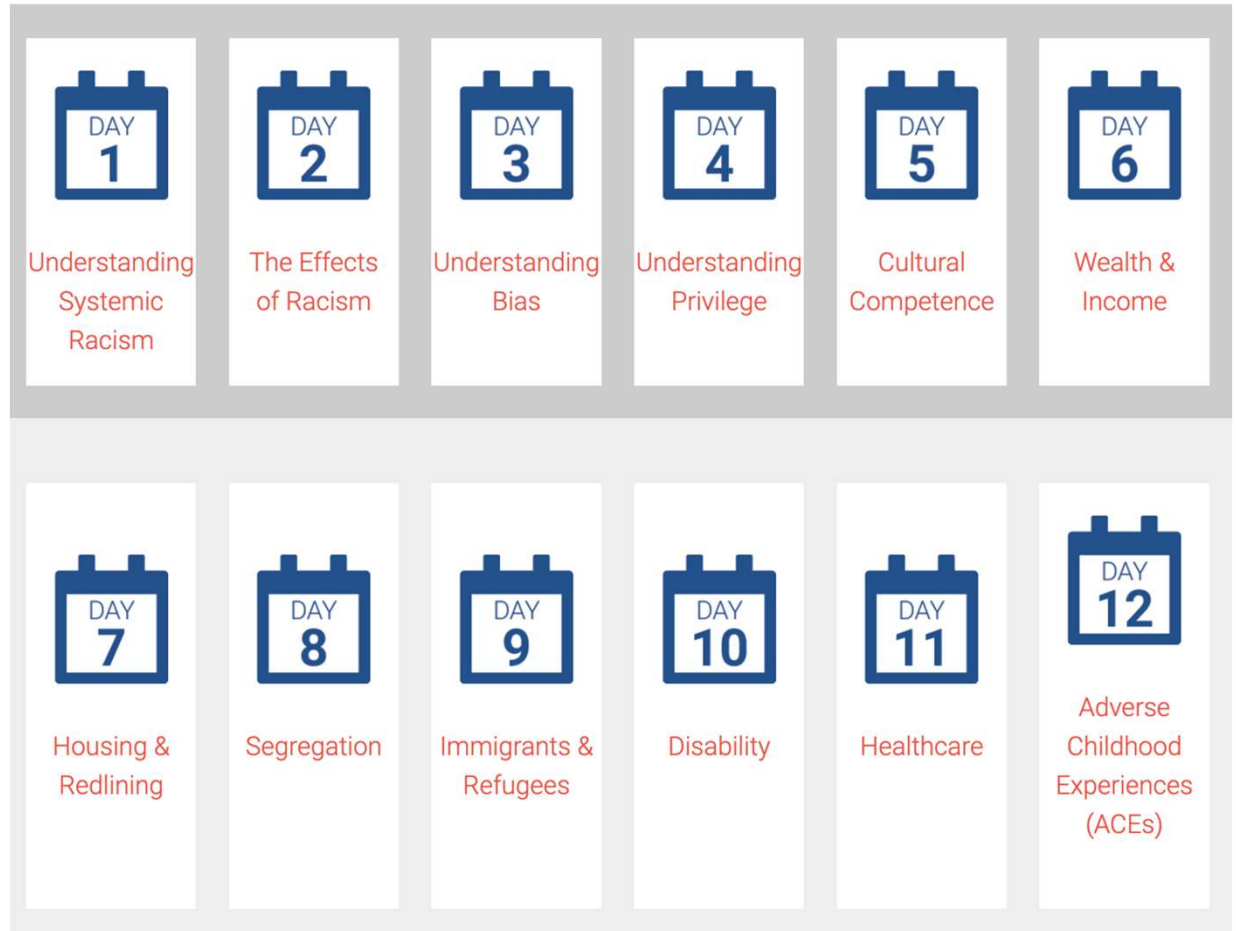 DAY
1
Understanding
Systemic
Racism
DAY
2
The Effects
of Racism
DAY
3
Understanding
Bias
DAY
4
Understanding
Privilege
DAY
5
Cultural
Competence
DAY
6
Wealth &
Income
DAY
7
Housing &
Redlining
DAY
8
Segregation
DAY
9
Immigrants &
Refugees
DAY
10
Disability
DAY
11
Healthcare
DAY
12
Adverse
Childhood
Experiences
(ACEs)